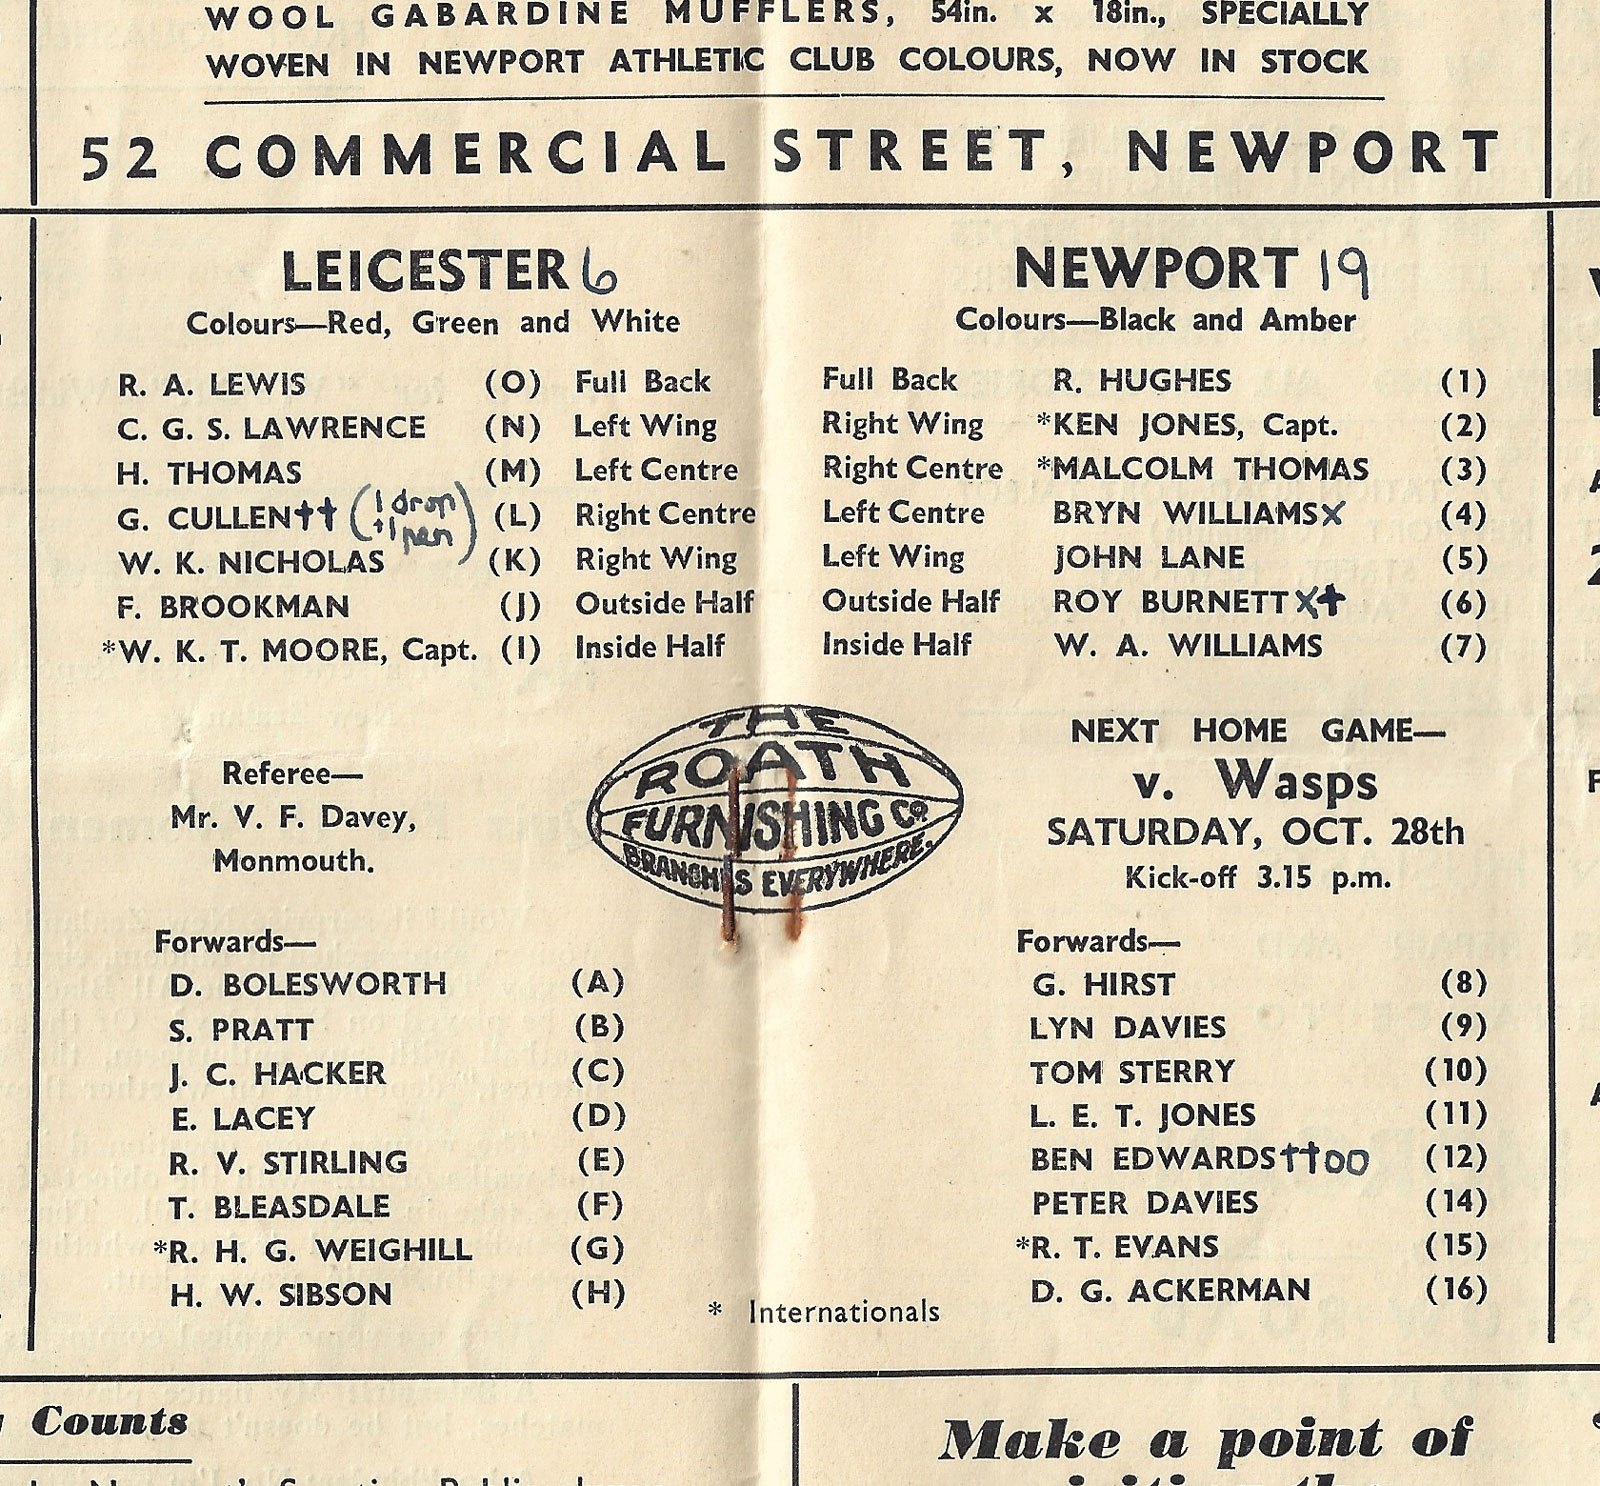 WOOL GABARDINE MUFFLERS, 54in. x 18in., SPECIALLY
WOVEN IN NEWPORT ATHLETIC CLUB COLOURS, NOW IN STOCK
52 COMMERCIAL STREET, NEWPORT
LEICESTER 6
Colours—Red, Green and White
R. A. LEWIS (O) Full Back
C. G. S. LAWRENCE (N) Left Wing
H. THOMAS (M) Left Centre
G. CULLEN†† (1 drop + 1 pen) (L) Right Centre
W. K. NICHOLAS (K) Right Wing
F. BROOKMAN (J) Outside Half
*W. K. T. MOORE, Capt. (I) Inside Half
NEWPORT 19
Colours—Black and Amber
Full Back R. HUGHES (1)
Right Wing *KEN JONES, Capt. (2)
Right Centre *MALCOLM THOMAS (3)
Left Centre BRYN WILLIAMSx (4)
Left Wing JOHN LANE (5)
Outside Half ROY BURNETT x† (6)
Inside Half W. A. WILLIAMS (7)
Referee—
Mr. V. F. Davey,
Monmouth.
THE
ROATH
FURNISHING Co
BRANCHES EVERYWHERE.
NEXT HOME GAME—
v. Wasps
SATURDAY, OCT. 28th
Kick-off 3.15 p.m.
Forwards—
D. BOLESWORTH (A)
S. PRATT (B)
J. C. HACKER (C)
E. LACEY (D)
R. V. STIRLING (E)
T. BLEASDALE (F)
*R. H. G. WEIGHILL (G)
H. W. SIBSON (H)
Forwards—
G. HIRST (8)
LYN DAVIES (9)
TOM STERRY (10)
L. E. T. JONES (11)
BEN EDWARDS††oo (12)
PETER DAVIES (14)
*R. T. EVANS (15)
D. G. ACKERMAN (16)
* Internationals
Counts
Make a point of